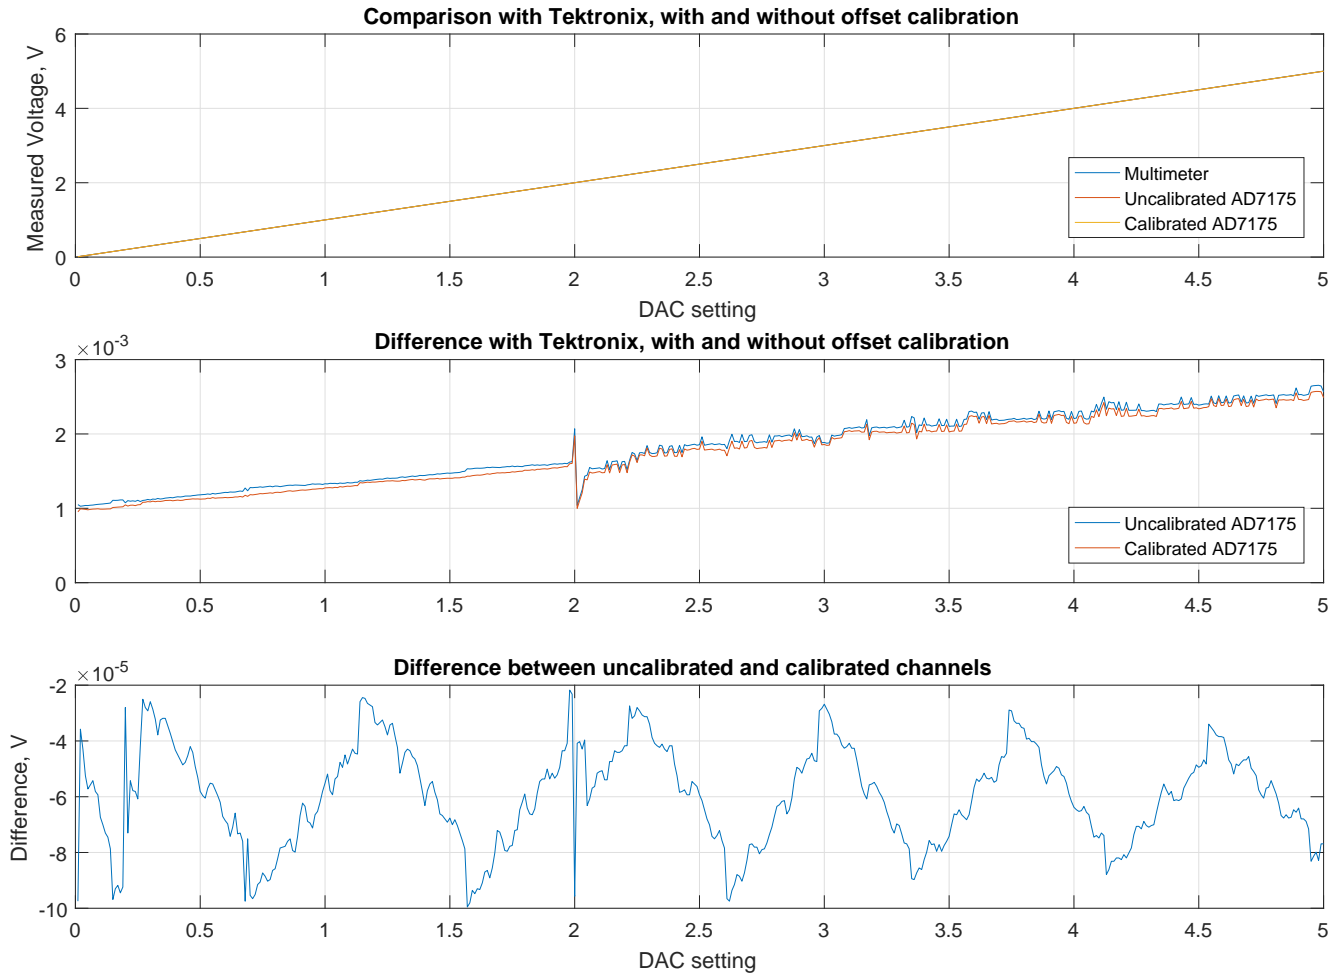 Comparison with Tektronix, with and without offset calibration
Measured Voltage, V
6
4
2
0
Multimeter
Uncalibrated AD7175
Calibrated AD7175
0 0.5 1 1.5 2 2.5 3 3.5 4 4.5 5
DAC setting
Difference with Tektronix, with and without offset calibration
×10-3
3
2
1
0
Uncalibrated AD7175
Calibrated AD7175
0 0.5 1 1.5 2 2.5 3 3.5 4 4.5 5
Difference between uncalibrated and calibrated channels
×10-5
Difference, V
-2
-4
-6
-8
-10
0 0.5 1 1.5 2 2.5 3 3.5 4 4.5 5
DAC setting